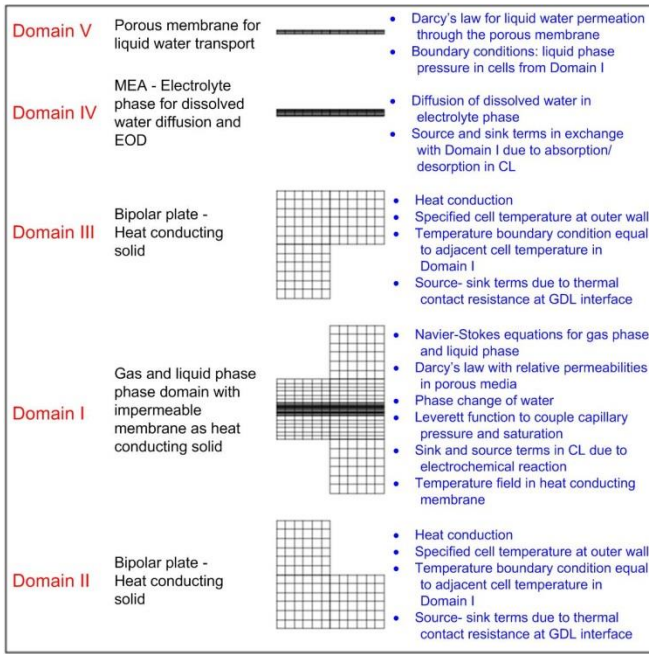 Domain V
Porous membrane for
liquid water transport
• Darcy's law for liquid water permeation
through the porous membrane
• Boundary conditions: liquid phase
pressure in cells from Domain I
Domain IV
MEA - Electrolyte
phase for dissolved
water diffusion and
EOD
• Diffusion of dissolved water in
electrolyte phase
• Source and sink terms in exchange
with Domain I due to absorption/
desorption in CL
Domain III
Bipolar plate -
Heat conducting
solid
• Heat conduction
• Specified cell temperature at outer wall
• Temperature boundary condition equal
to adjacent cell temperature in
Domain I
• Source- sink terms due to thermal
contact resistance at GDL interface
Domain I
Gas and liquid phase
phase domain with
impermeable
membrane as heat
conducting solid
• Navier-Stokes equations for gas phase
and liquid phase
• Darcy's law with relative permeabilities
in porous media
• Phase change of water
• Leverett function to couple capillary
pressure and saturation
• Sink and source terms in CL due to
electrochemical reaction
• Temperature field in heat conducting
membrane
Domain II
Bipolar plate -
Heat conducting
solid
• Heat conduction
• Specified cell temperature at outer wall
• Temperature boundary condition equal
to adjacent cell temperature in
Domain I
• Source- sink terms due to thermal
contact resistance at GDL interface